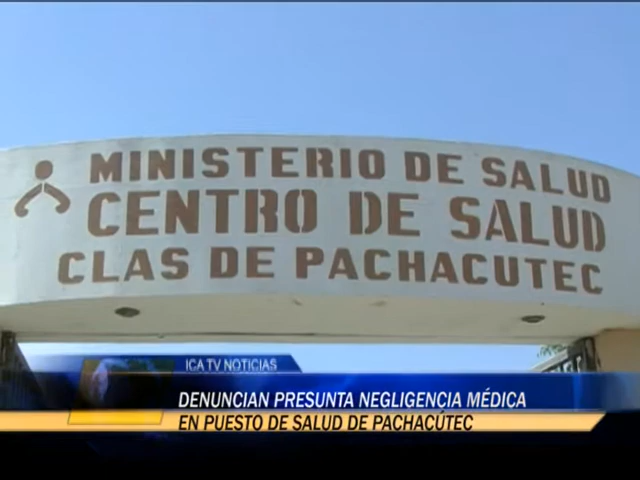 MINISTERIO DE SALUD
CENTRO DE SALUD
CLAS DE PACHACUTEC
ICA TV NOTICIAS
DENUNCIAN PRESUNTA NEGLIGENCIA MÉDICA
EN PUESTO DE SALUD DE PACHACÚTEC